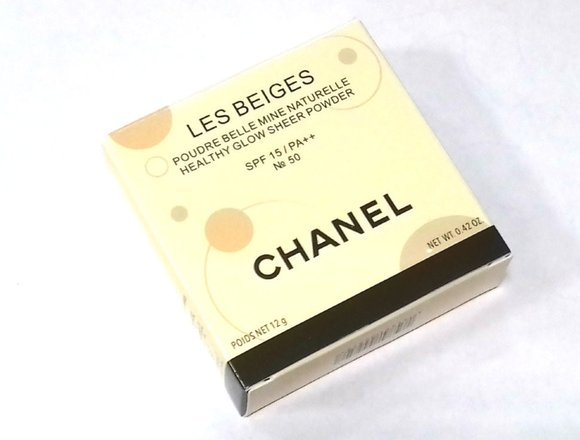 LES BEIGES
POUDRE BELLE MINE NATURELLE
HEALTHY GLOW SHEER POWDER
SPF 15 / PA++
№ 50
CHANEL
POIDS NET 12 g
NET WT. 0.42 OZ.